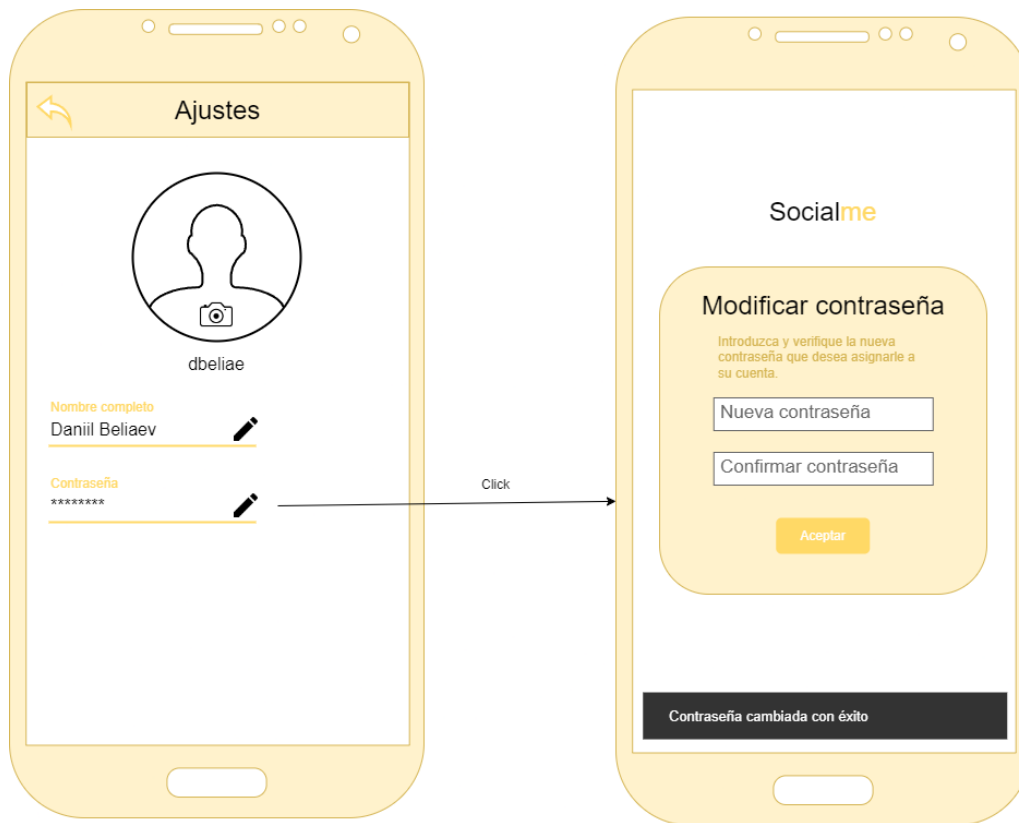 Ajustes
dbeliae
Nombre completo
Daniil Beliaev
Contraseña
********
Click
Socialme
Modificar contraseña
Introduzca y verifique la nueva
contraseña que desea asignarle a
su cuenta.
Nueva contraseña
Confirmar contraseña
Aceptar
Contraseña cambiada con éxito